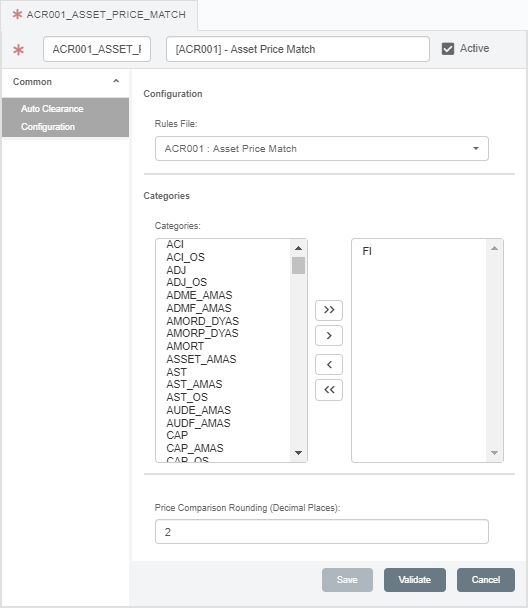 ACR001_ASSET_PRICE_MATCH
ACR001_ASSET_F [ACR001] - Asset Price Match Active
Common
Auto Clearance
Configuration
Configuration
Rules File:
ACR001 : Asset Price Match
Categories
Categories:
ACI
ACI_OS
ADJ
ADJ_OS
ADME_AMAS
ADMF_AMAS
AMORD_DYAS
AMORP_DYAS
AMORT
ASSET_AMAS
AST
AST_AMAS
AST_OS
AUDE_AMAS
AUDF_AMAS
CAP
CAP_AMAS
CAP_OS
>>
>
<
<<
FI
Price Comparison Rounding (Decimal Places):
2
Save Validate Cancel